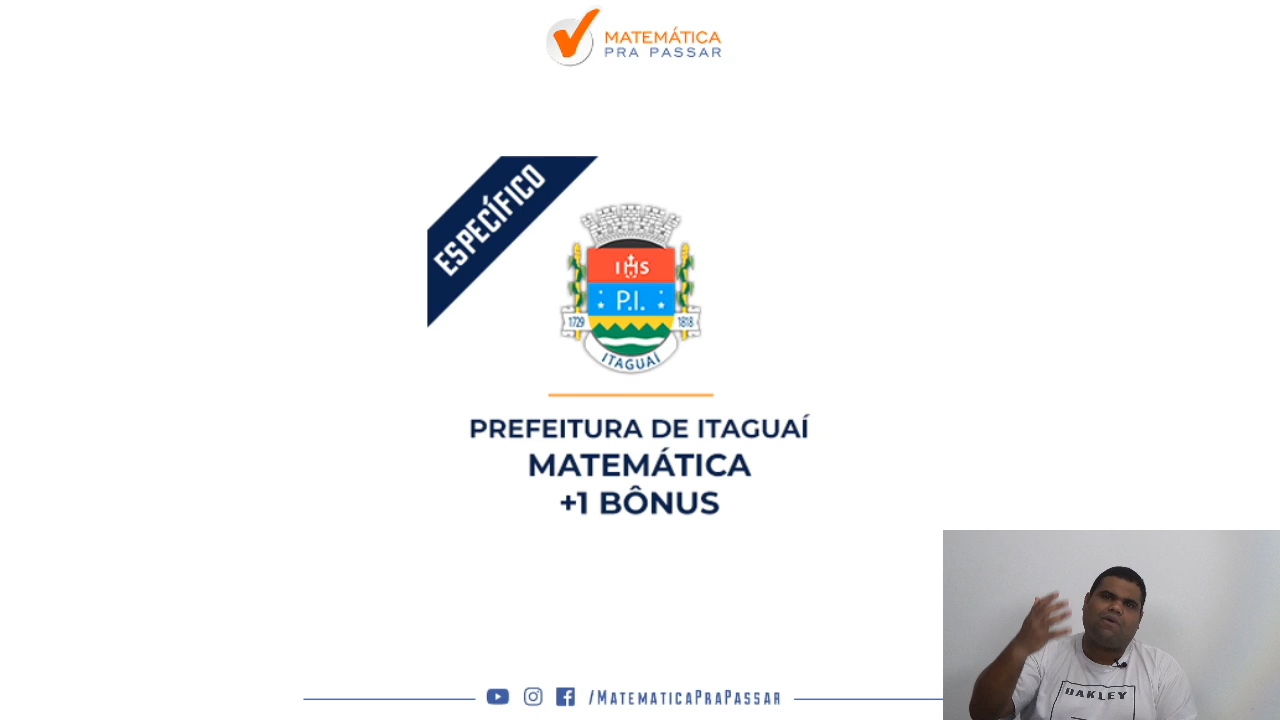 MATEMÁTICA
PRA PASSAR
ESPECÍFICO
IHS
P.I.
1729
1818
ITAGUAÍ
PREFEITURA DE ITAGUAÍ
MATEMÁTICA
+1 BÔNUS
OAKLEY
/MATEMATICAPRAPASSAR